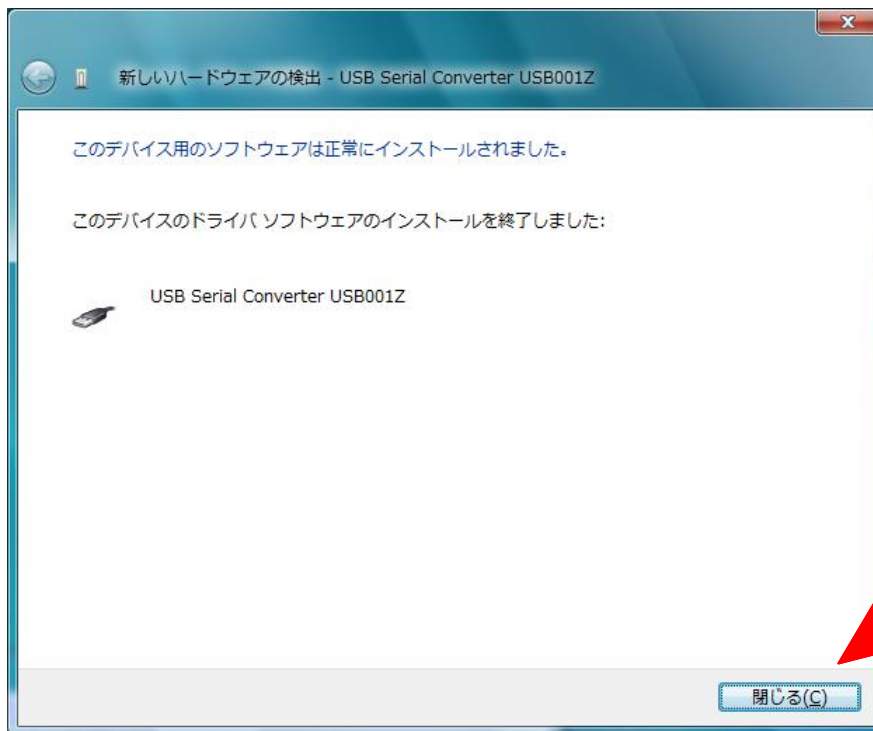 新しいハードウェアの検出 - USB Serial Converter USB001Z
このデバイス用のソフトウェアは正常にインストールされました。
このデバイスのドライバ ソフトウェアのインストールを終了しました:
USB Serial Converter USB001Z
閉じる(C)